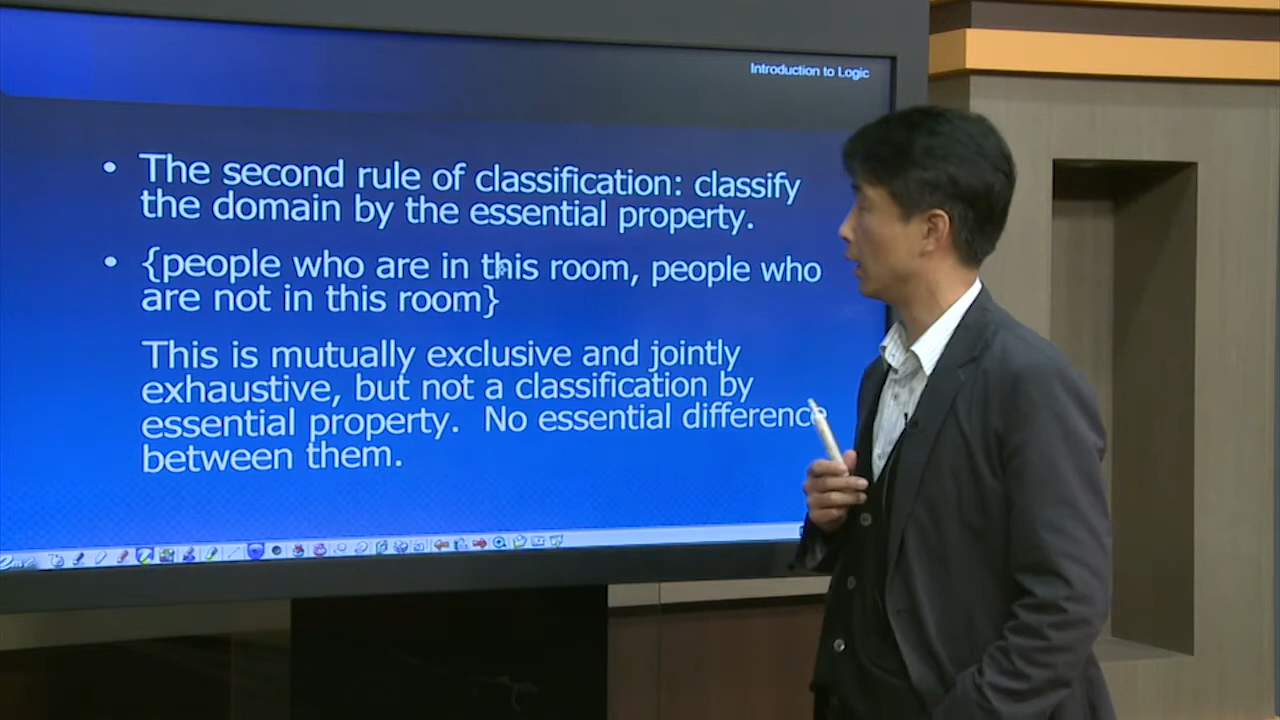 Introduction to Logic
• The second rule of classification: classify
the domain by the essential property.
• {people who are in this room, people who
are not in this room}
This is mutually exclusive and jointly
exhaustive, but not a classification by
essential property. No essential difference
between them.